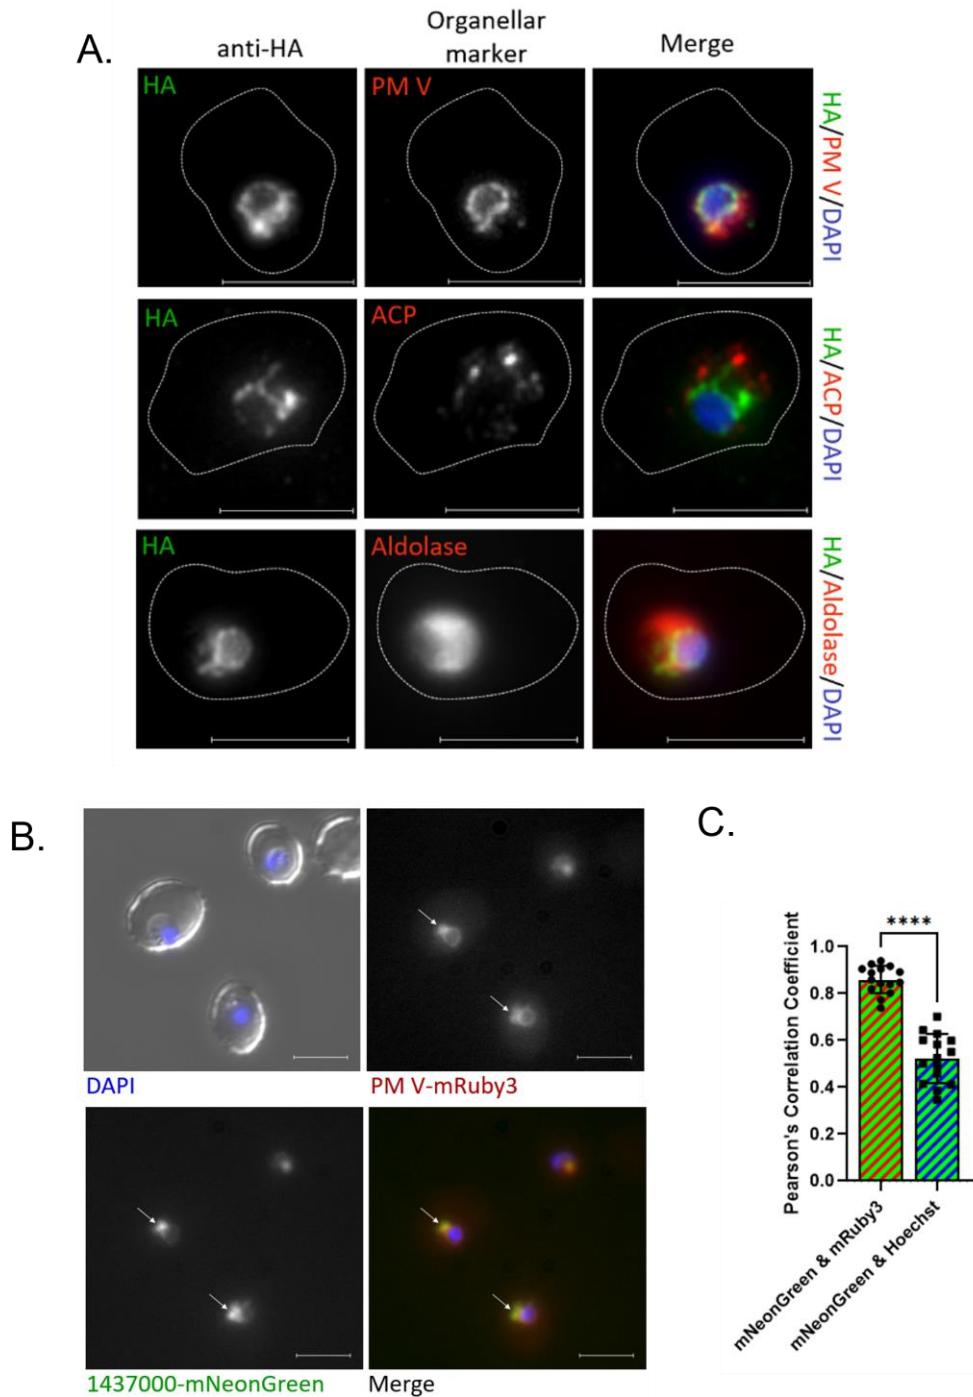 A.
anti-HA
Organellar
marker
Merge
HA
PM V
HA/PM V/DAPI
HA
ACP
HA/ACP/DAPI
HA
Aldolase
HA/Aldolase/DAPI
B.
DAPI
PM V-mRuby3
1437000-mNeonGreen
Merge
C.
****
Pearson's Correlation Coefficient
1.0
0.8
0.6
0.4
0.2
0.0
mNeonGreen & mRuby3
mNeonGreen & Hoechst